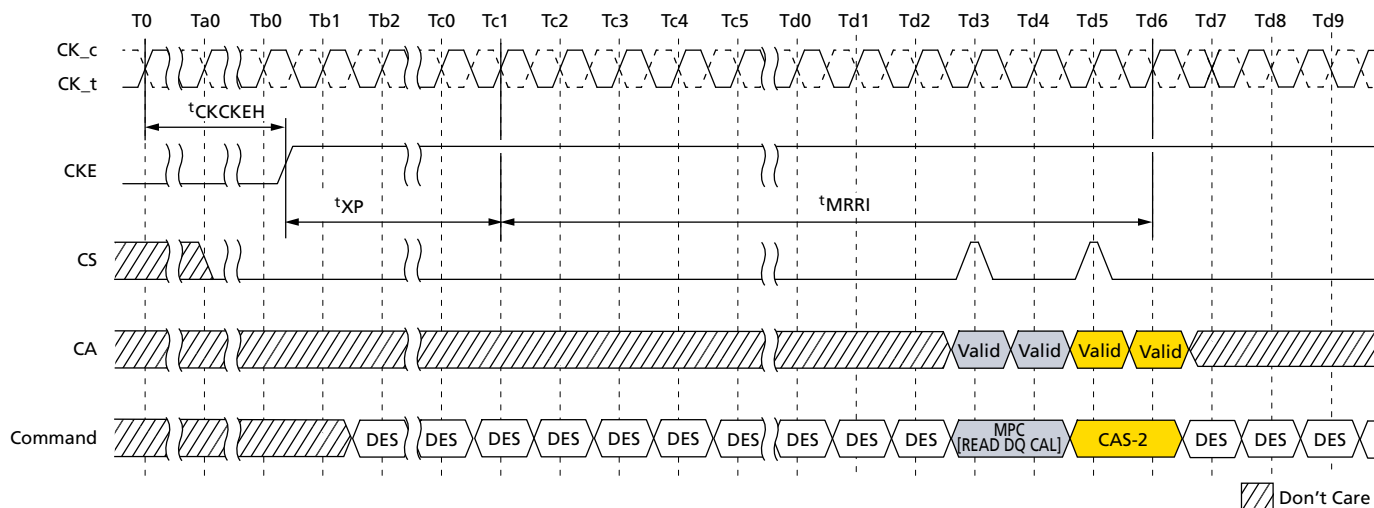 T0 Ta0 Tb0 Tb1 Tb2 Tc0 Tc1 Tc2 Tc3 Tc4 Tc5 Td0 Td1 Td2 Td3 Td4 Td5 Td6 Td7 Td8 Td9
CK_c
CK_t
tCKCKEH
CKE
tXP tMRRI
CS
CA Valid Valid Valid Valid
Command DES DES DES DES DES DES DES DES DES DES MPC [READ DQ CAL] CAS-2 DES DES DES
Don't Care